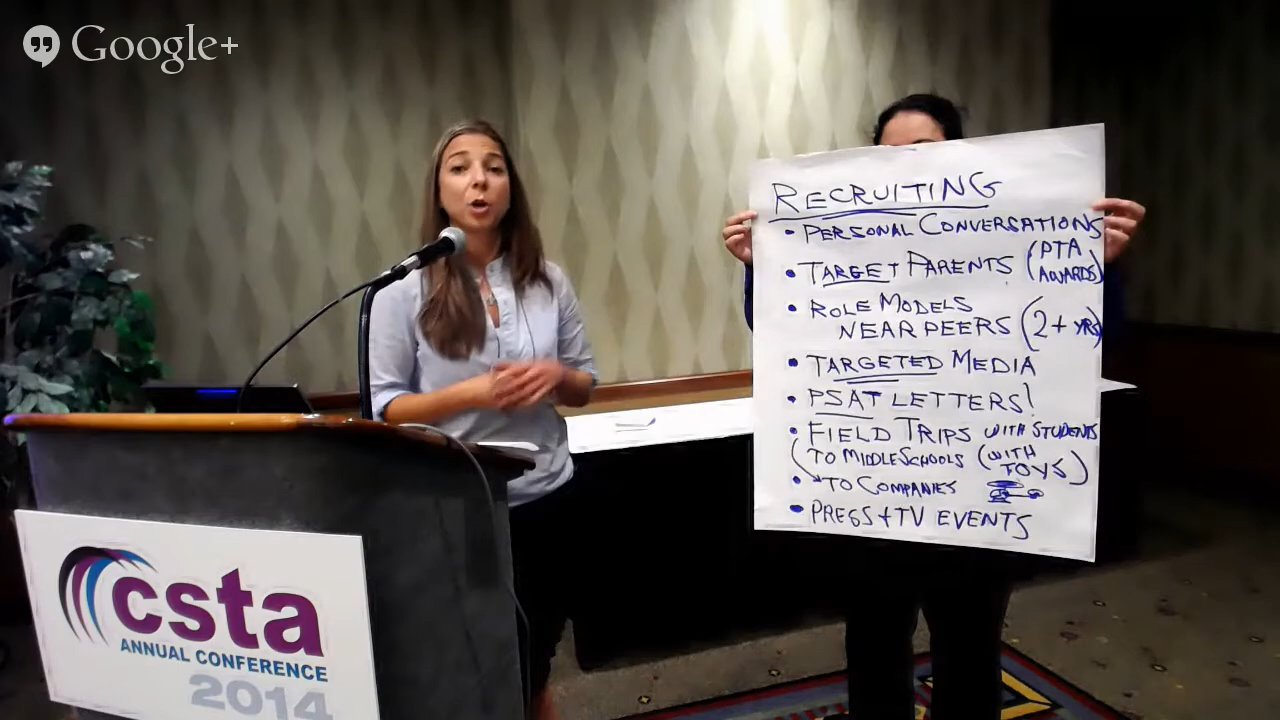 Google+
RECRUITING
• PERSONAL CONVERSATIONS
• TARGET PARENTS (PTA
AWARDS)
• ROLE MODELS
NEAR PEERS (2+ YRS)
• TARGETED MEDIA
• PSAT LETTERS!
• FIELD TRIPS WITH STUDENTS
TO MIDDLE SCHOOLS (WITH
TOYS)
• TO COMPANIES
• PRESS + TV EVENTS
csta
ANNUAL CONFERENCE
2014